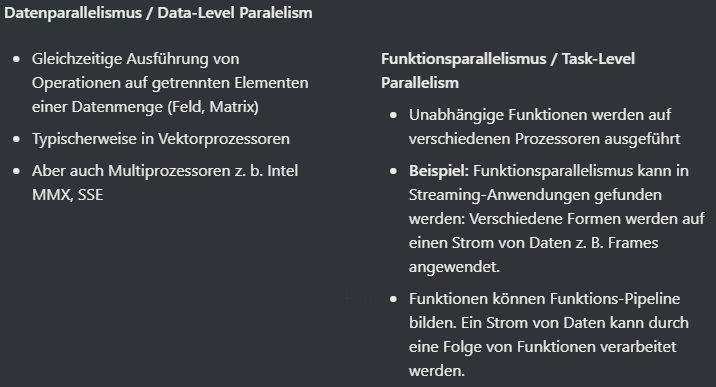 Datenparallelismus / Data-Level Paralelism
• Gleichzeitige Ausführung von
Operationen auf getrennten Elementen
einer Datenmenge (Feld, Matrix)
• Typischerweise in Vektorprozessoren
• Aber auch Multiprozessoren z. b. Intel
MMX, SSE
Funktionsparallelismus / Task-Level
Parallelism
• Unabhängige Funktionen werden auf
verschiedenen Prozessoren ausgeführt
• Beispiel: Funktionsparallelismus kann in
Streaming-Anwendungen gefunden
werden: Verschiedene Formen werden auf
einen Strom von Daten z. B. Frames
angewendet.
• Funktionen können Funktions-Pipeline
bilden. Ein Strom von Daten kann durch
eine Folge von Funktionen verarbeitet
werden.